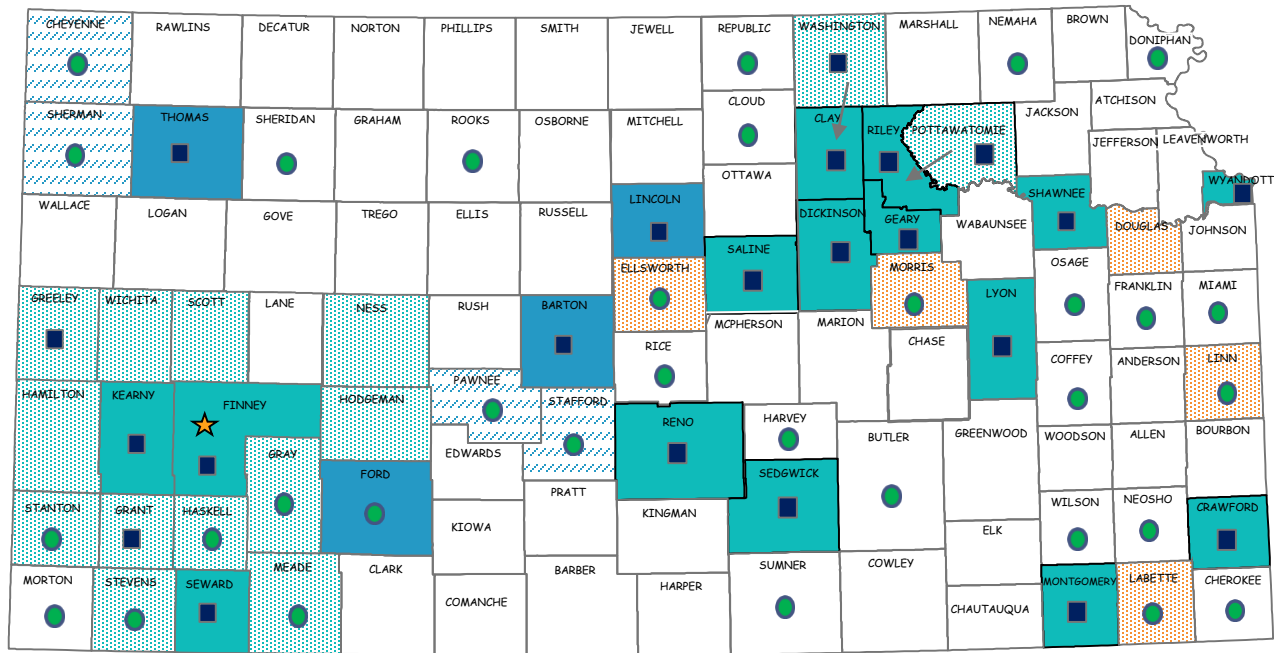 CHEYENNE
RAWLINS
DECATUR
NORTON
PHILLIPS
SMITH
JEWELL
REPUBLIC
WASHINGTON
MARSHALL
NEMAHA
BROWN
DONIPHAN
SHERMAN
THOMAS
SHERIDAN
GRAHAM
ROOKS
OSBORNE
MITCHELL
CLOUD
CLAY
RILEY
POTTAWATOMIE
JACKSON
ATCHISON
JEFFERSON
LEAVENWORTH
WALLACE
LOGAN
GOVE
TREGO
ELLIS
RUSSELL
LINCOLN
OTTAWA
DICKINSON
GEARY
WABAUNSEE
SHAWNEE
DOUGLAS
JOHNSON
WYANDOTT
GREELEY
WICHITA
SCOTT
LANE
NESS
RUSH
BARTON
ELLSWORTH
SALINE
MORRIS
LYON
OSAGE
FRANKLIN
MIAMI
RICE
MCPHERSON
MARION
CHASE
COFFEY
ANDERSON
LINN
HAMILTON
KEARNY
FINNEY
HODGEMAN
PAWNEE
STAFFORD
RENO
HARVEY
BUTLER
GREENWOOD
WOODSON
ALLEN
BOURBON
GRAY
FORD
EDWARDS
PRATT
KINGMAN
SEDGWICK
STANTON
GRANT
HASKELL
KIOWA
ELK
WILSON
NEOSHO
CRAWFORD
MORTON
STEVENS
SEWARD
MEADE
CLARK
COMANCHE
BARBER
HARPER
SUMNER
COWLEY
CHAUTAUQUA
MONTGOMERY
LABETTE
CHEROKEE